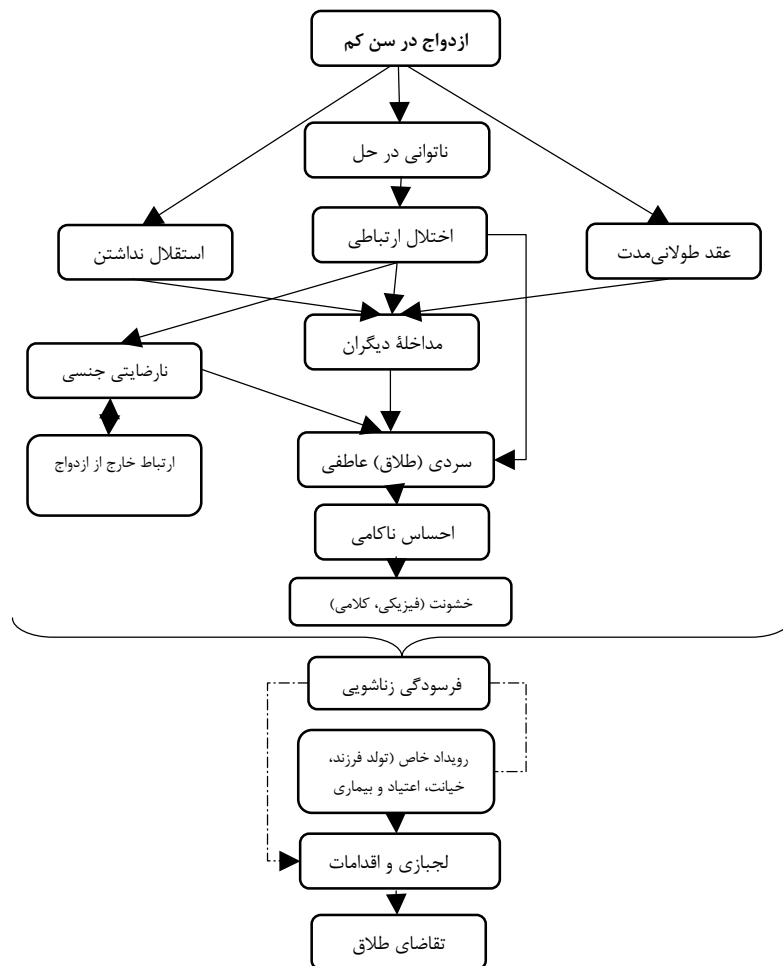 ازدواج در سن کم
ناتوانی در حل
اختلال ارتباطی
عقد طولانی‌مدت
استقلال نداشتن
مداخلهٔ دیگران
نارضایتی جنسی
سردی (طلاق) عاطفی
ارتباط خارج از ازدواج
احساس ناکامی
خشونت (فیزیکی، کلامی)
فرسودگی زناشویی
رویداد خاص (تولد فرزند،
خیانت، اعتیاد و بیماری
لجبازی و اقدامات
تقاضای طلاق